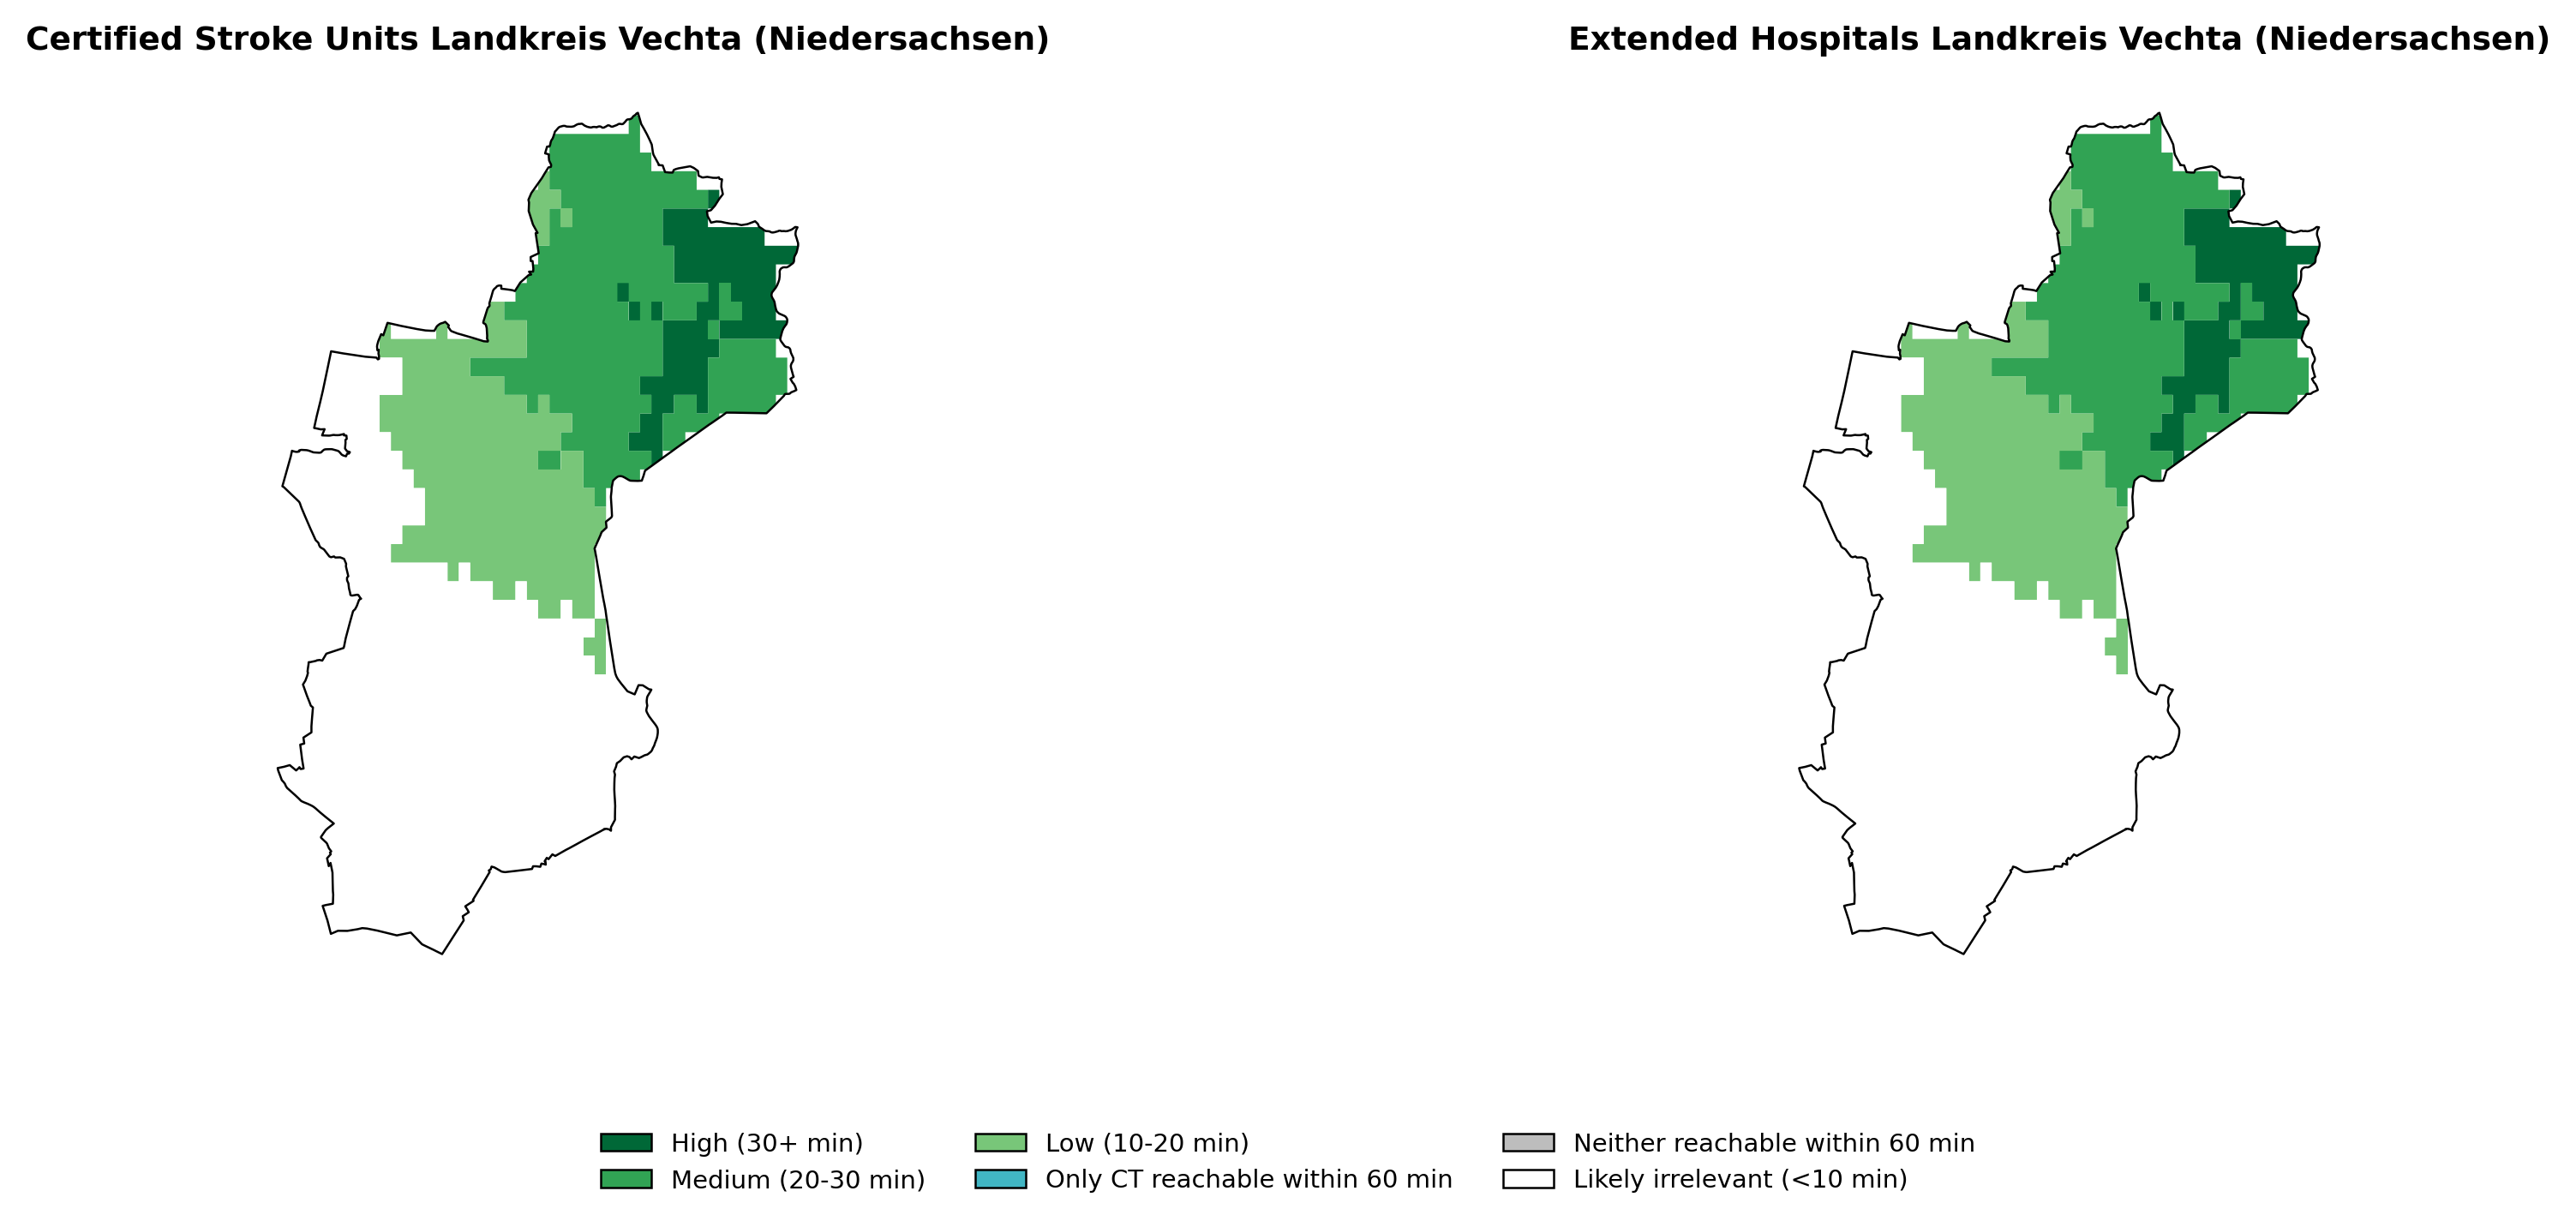 Certified Stroke Units Landkreis Vechta (Niedersachsen)
Extended Hospitals Landkreis Vechta (Niedersachsen)
High (30+ min)
Medium (20-30 min)
Low (10-20 min)
Only CT reachable within 60 min
Neither reachable within 60 min
Likely irrelevant (<10 min)